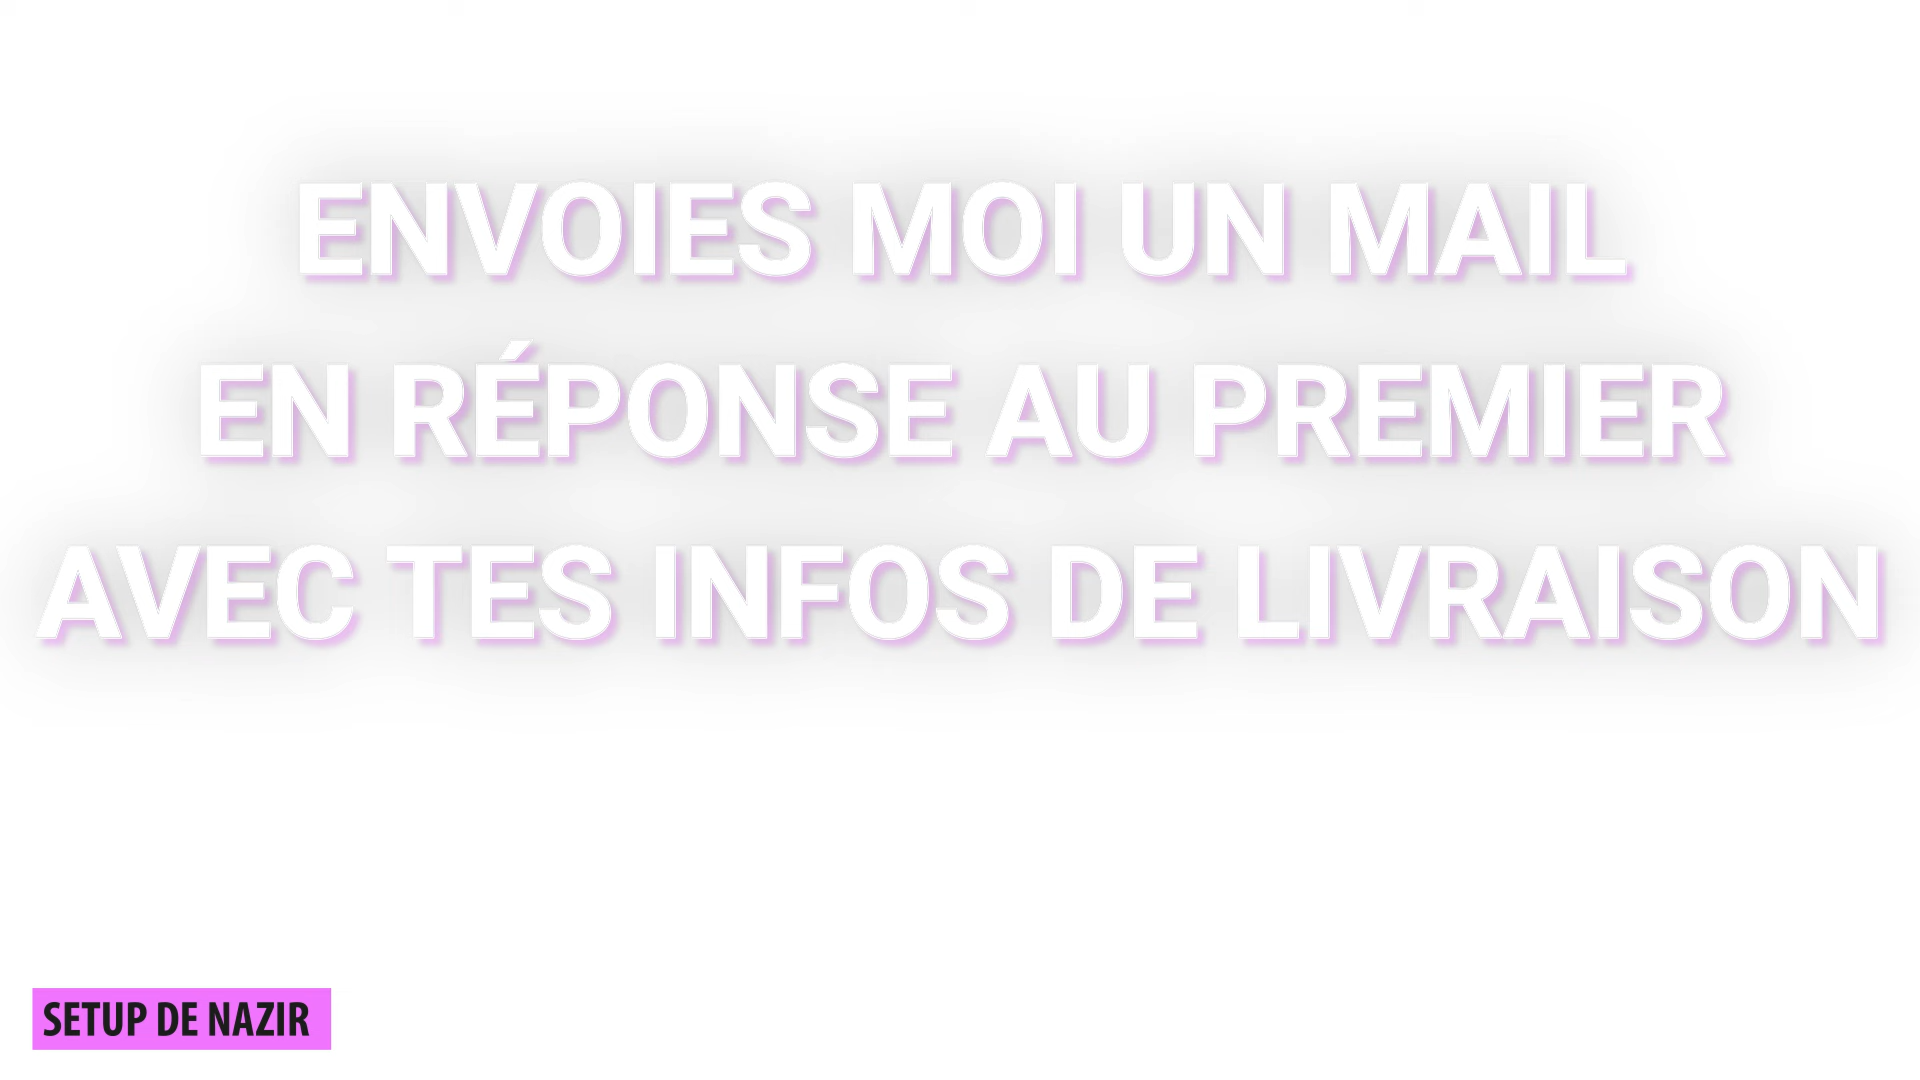 ENVOIES MOI UN MAIL
EN RÉPONSE AU PREMIER
AVEC TES INFOS DE LIVRAISON
SETUP DE NAZIR